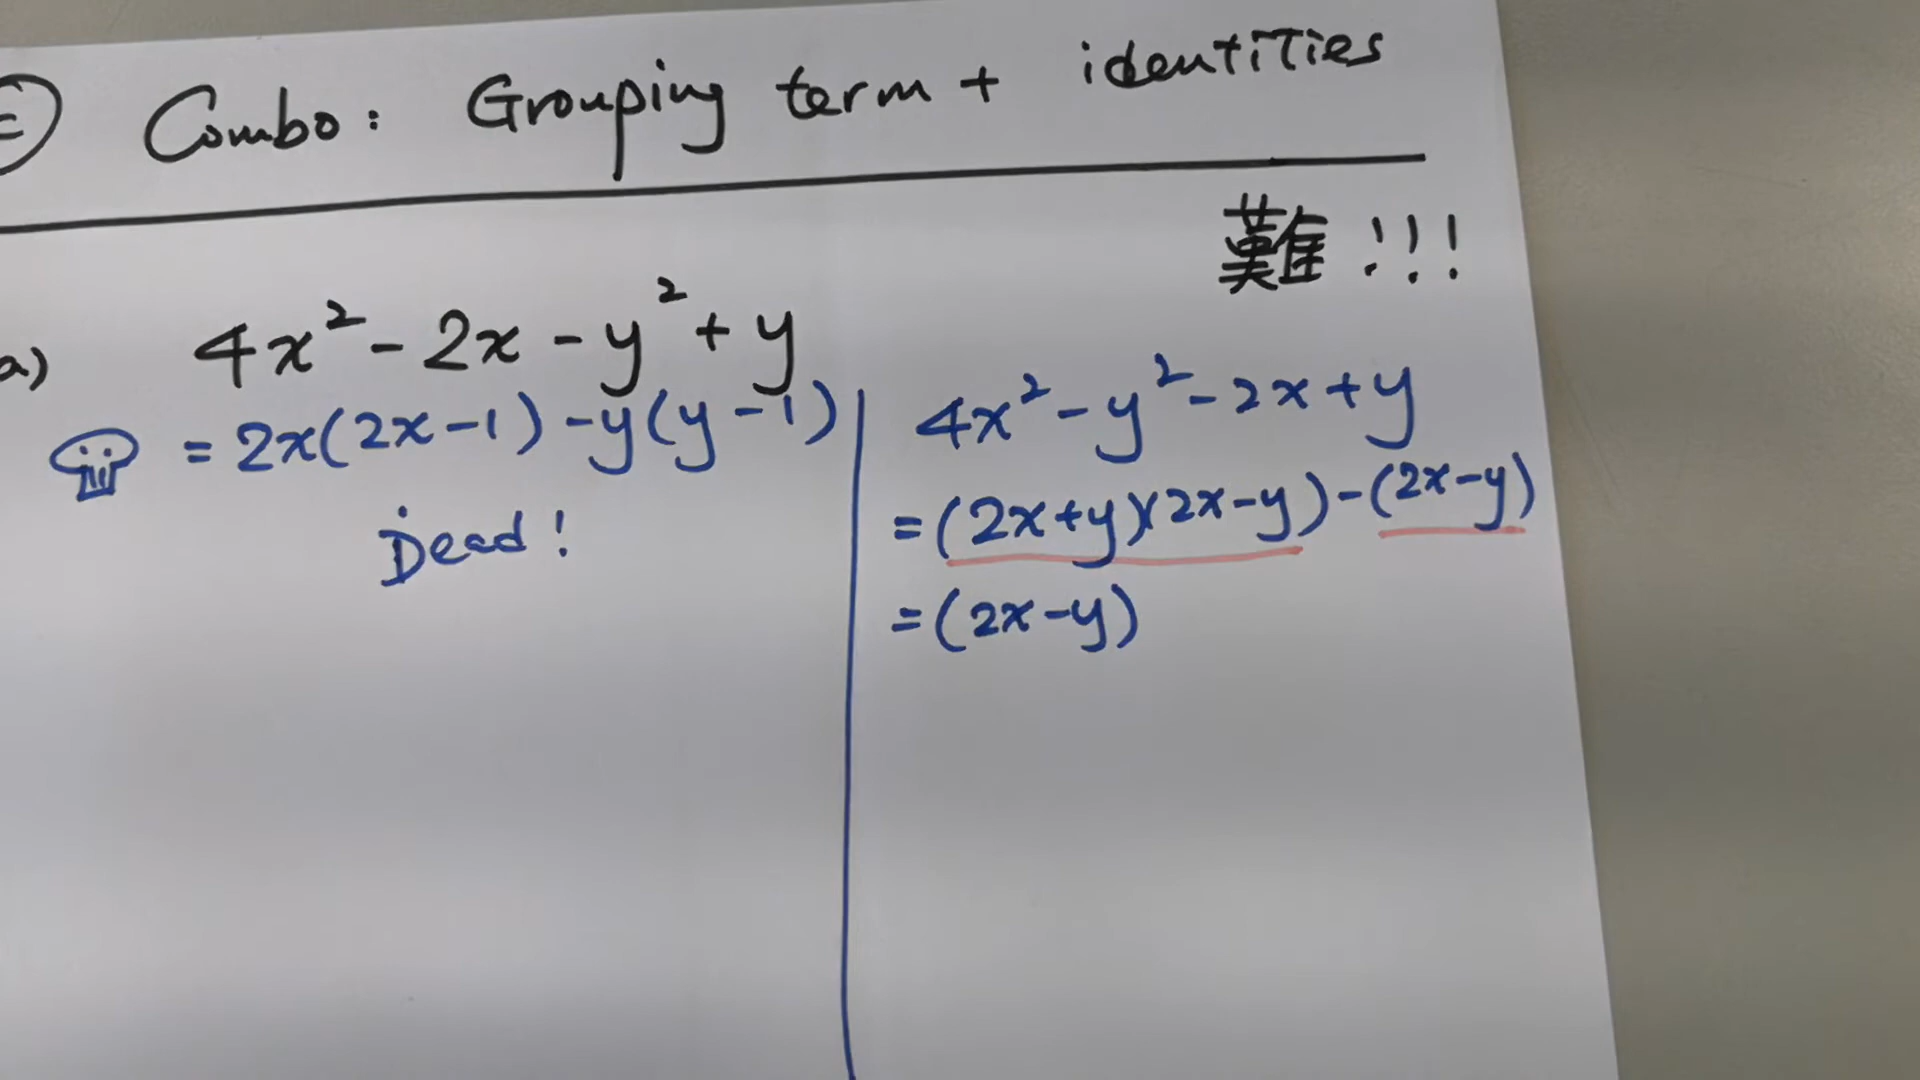 Combo: Grouping term + identities
難!!!
a) 4x² - 2x - y² + y
= 2x(2x-1) - y(y-1)
Dead!
4x² - y² - 2x + y
= (2x+y)(2x-y) - (2x-y)
= (2x-y)